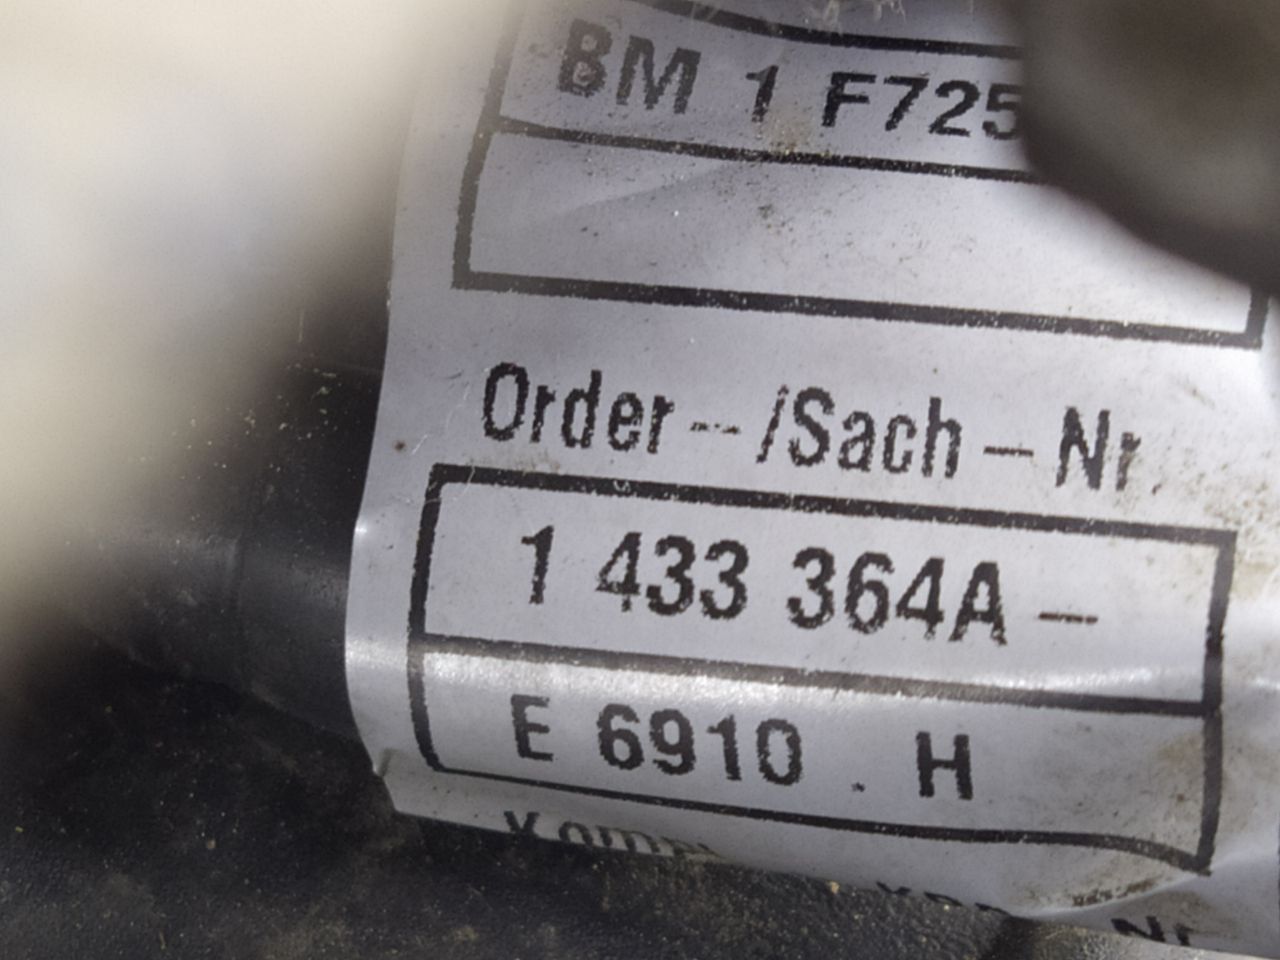 BM 1 F725
Order--/Sach-Nr.
1 433 364A-
E 6910 . H